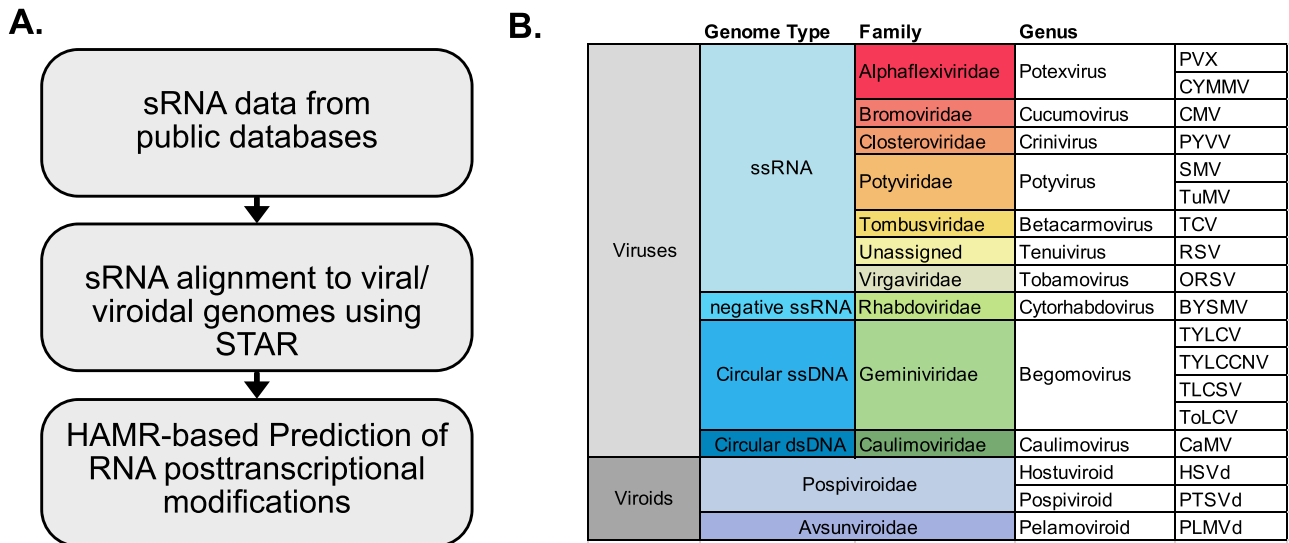 A.
sRNA data from
public databases
sRNA alignment to viral/
viroidal genomes using
STAR
HAMR-based Prediction of
RNA posttranscriptional
modifications
B.
Genome Type Family Genus
Viruses
ssRNA
Alphaflexiviridae Potexvirus PVX
CYMMV
Bromoviridae Cucumovirus CMV
Closteroviridae Crinivirus PYVV
Potyviridae Potyvirus SMV
TuMV
Tombusviridae Betacarmovirus TCV
Unassigned Tenuivirus RSV
Virgaviridae Tobamovirus ORSV
negative ssRNA Rhabdoviridae Cytorhabdovirus BYSMV
Circular ssDNA Geminiviridae Begomovirus TYLCV
TYLCCNV
TLCSV
ToLCV
Circular dsDNA Caulimoviridae Caulimovirus CaMV
Viroids
Pospiviroidae Hostuviroid HSVd
Pospiviroid PTSVd
Avsunviroidae Pelamoviroid PLMVd